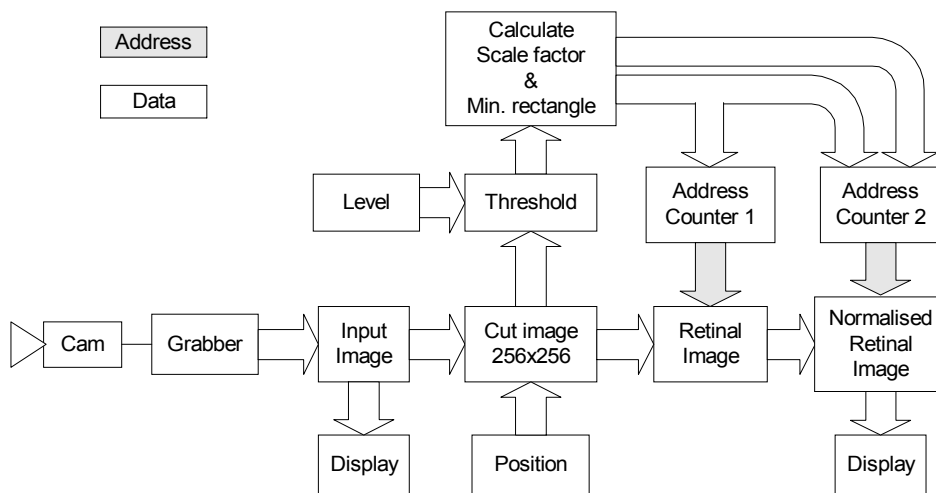 Address
Data
Calculate
Scale factor
&
Min. rectangle
Level
Threshold
Address
Counter 1
Address
Counter 2
Cam
Grabber
Input
Image
Cut image
256x256
Retinal
Image
Normalised
Retinal
Image
Display
Position
Display